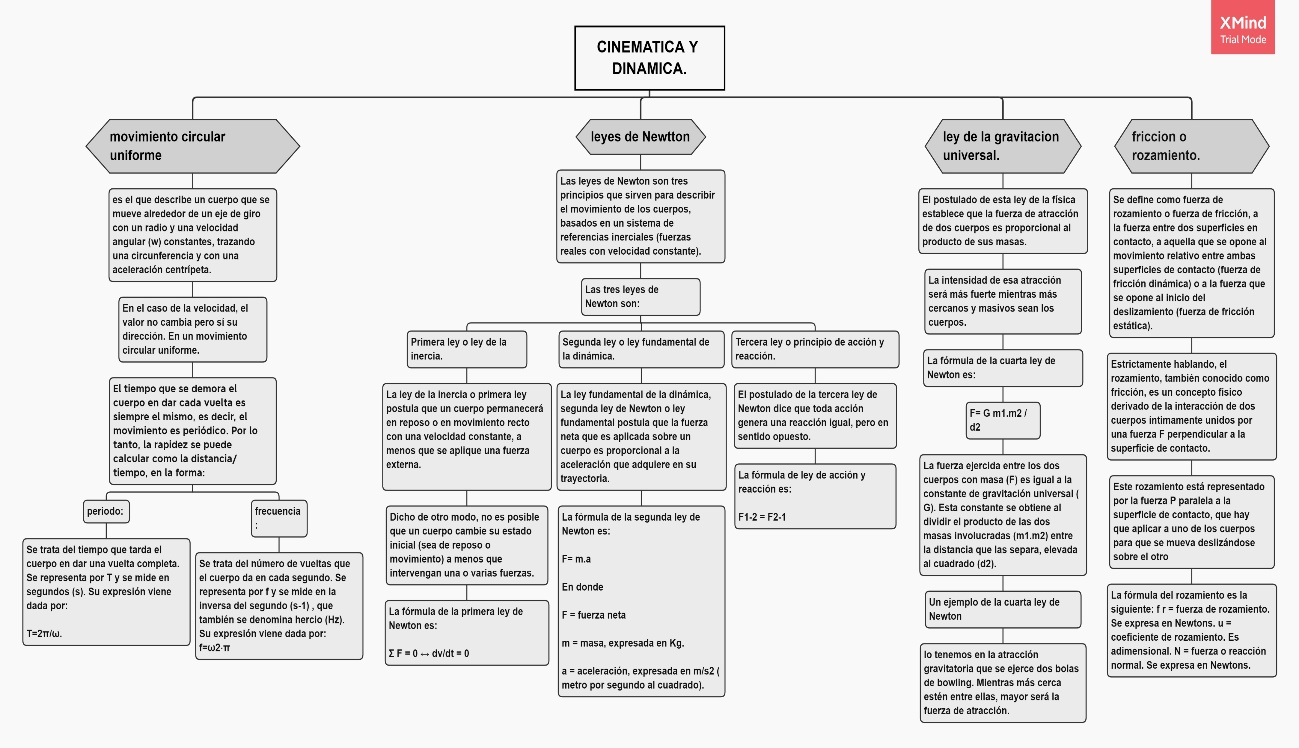 XMind
Trial Mode
CINEMATICA Y
DINAMICA.
movimiento circular
uniforme
es el que describe un cuerpo que se
mueve alrededor de un eje de giro
con un radio y una velocidad
angular (w) constantes, trazando
una circunferencia y con una
aceleración centrípeta.
En el caso de la velocidad, el
valor no cambia pero sí su
dirección. En un movimiento
circular uniforme.
El tiempo que se demora el
cuerpo en dar cada vuelta es
siempre el mismo, es decir, el
movimiento es periódico. Por lo
tanto, la rapidez se puede
calcular como la distancia/
tiempo, en la forma:
periodo:
Se trata del tiempo que tarda el
cuerpo en dar una vuelta completa.
Se representa por T y se mide en
segundos (s). Su expresión viene
dada por:
T=2π/ω.
frecuencia
:
Se trata del número de vueltas que
el cuerpo da en cada segundo. Se
representa por f y se mide en la
inversa del segundo (s-1) , que
también se denomina hercio (Hz).
Su expresión viene dada por:
f=ω2·π
leyes de Newtton
Las leyes de Newton son tres
principios que sirven para describir
el movimiento de los cuerpos,
basados en un sistema de
referencias inerciales (fuerzas
reales con velocidad constante).
Las tres leyes de
Newton son:
Primera ley o ley de la
inercia.
La ley de la inercia o primera ley
postula que un cuerpo permanecerá
en reposo o en movimiento recto
con una velocidad constante, a
menos que se aplique una fuerza
externa.
Dicho de otro modo, no es posible
que un cuerpo cambie su estado
inicial (sea de reposo o
movimiento) a menos que
intervengan una o varias fuerzas.
La fórmula de la primera ley de
Newton es:
Σ F = 0 ↔ dv/dt = 0
Segunda ley o ley fundamental de
la dinámica.
La ley fundamental de la dinámica,
segunda ley de Newton o ley
fundamental postula que la fuerza
neta que es aplicada sobre un
cuerpo es proporcional a la
aceleración que adquiere en su
trayectoria.
La fórmula de la segunda ley de
Newton es:
F= m.a
En donde
F = fuerza neta
m = masa, expresada en Kg.
a = aceleración, expresada en m/s2 (
metro por segundo al cuadrado).
Tercera ley o principio de acción y
reacción.
El postulado de la tercera ley de
Newton dice que toda acción
genera una reacción igual, pero en
sentido opuesto.
La fórmula de ley de acción y
reacción es:
F1-2 = F2-1
ley de la gravitacion
universal.
El postulado de esta ley de la física
establece que la fuerza de atracción
de dos cuerpos es proporcional al
producto de sus masas.
La intensidad de esa atracción
será más fuerte mientras más
cercanos y masivos sean los
cuerpos.
La fórmula de la cuarta ley de
Newton es:
F= G m1.m2 /
d2
La fuerza ejercida entre los dos
cuerpos con masa (F) es igual a la
constante de gravitación universal (
G). Esta constante se obtiene al
dividir el producto de las dos
masas involucradas (m1.m2) entre
la distancia que las separa, elevada
al cuadrado (d2).
Un ejemplo de la cuarta ley de
Newton
lo tenemos en la atracción
gravitatoria que se ejerce dos bolas
de bowling. Mientras más cerca
estén entre ellas, mayor será la
fuerza de atracción.
friccion o
rozamiento.
Se define como fuerza de
rozamiento o fuerza de fricción, a
la fuerza entre dos superficies en
contacto, a aquella que se opone al
movimiento relativo entre ambas
superficies de contacto (fuerza de
fricción dinámica) o a la fuerza que
se opone al inicio del
deslizamiento (fuerza de fricción
estática).
Estrictamente hablando, el
rozamiento, también conocido como
fricción, es un concepto físico
derivado de la interacción de dos
cuerpos íntimamente unidos por
una fuerza F perpendicular a la
superficie de contacto.
Este rozamiento está representado
por la fuerza P paralela a la
superficie de contacto, que hay
que aplicar a uno de los cuerpos
para que se mueva deslizándose
sobre el otro
La fórmula del rozamiento es la
siguiente: f r = fuerza de rozamiento.
Se expresa en Newtons. u =
coeficiente de rozamiento. Es
adimensional. N = fuerza o reacción
normal. Se expresa en Newtons.